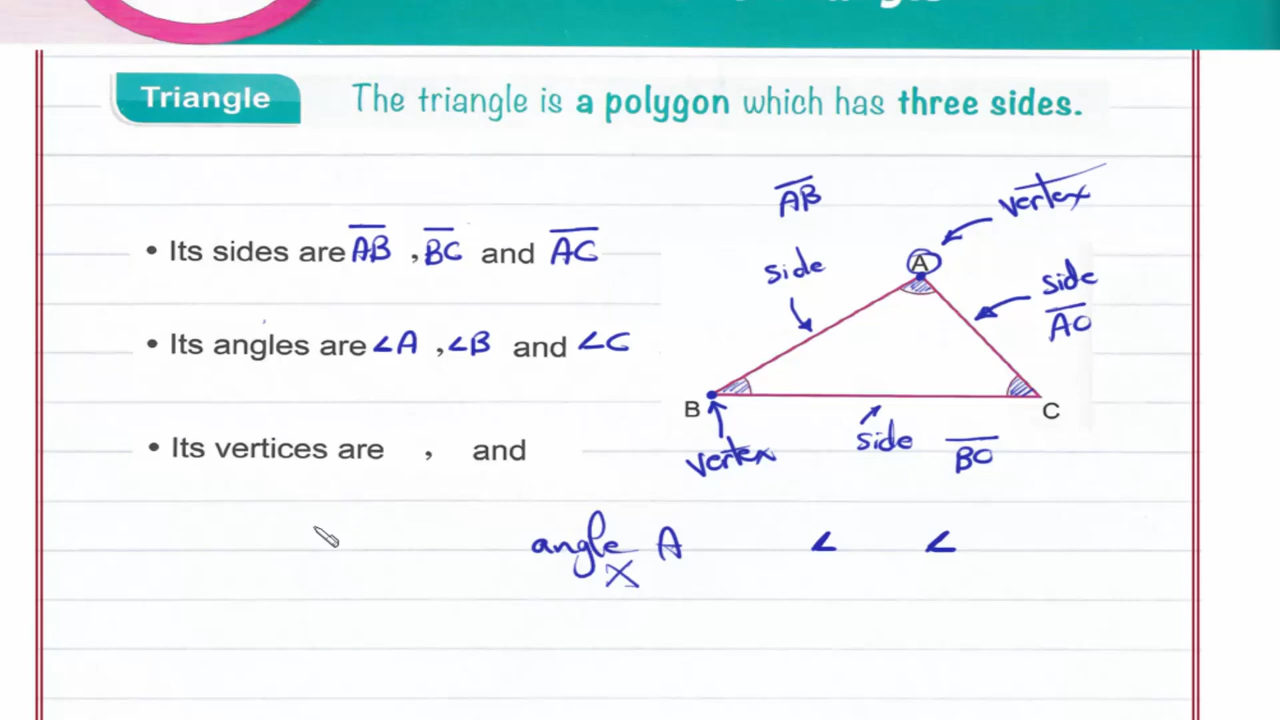 Triangle
The triangle is a polygon which has three sides.
• Its sides are AB , BC and AC
• Its angles are ∠A , ∠B and ∠C
• Its vertices are , and
AB
vertex
side
A
side
AC
B
C
vertex
side
BC
angle A ∠ ∠
X